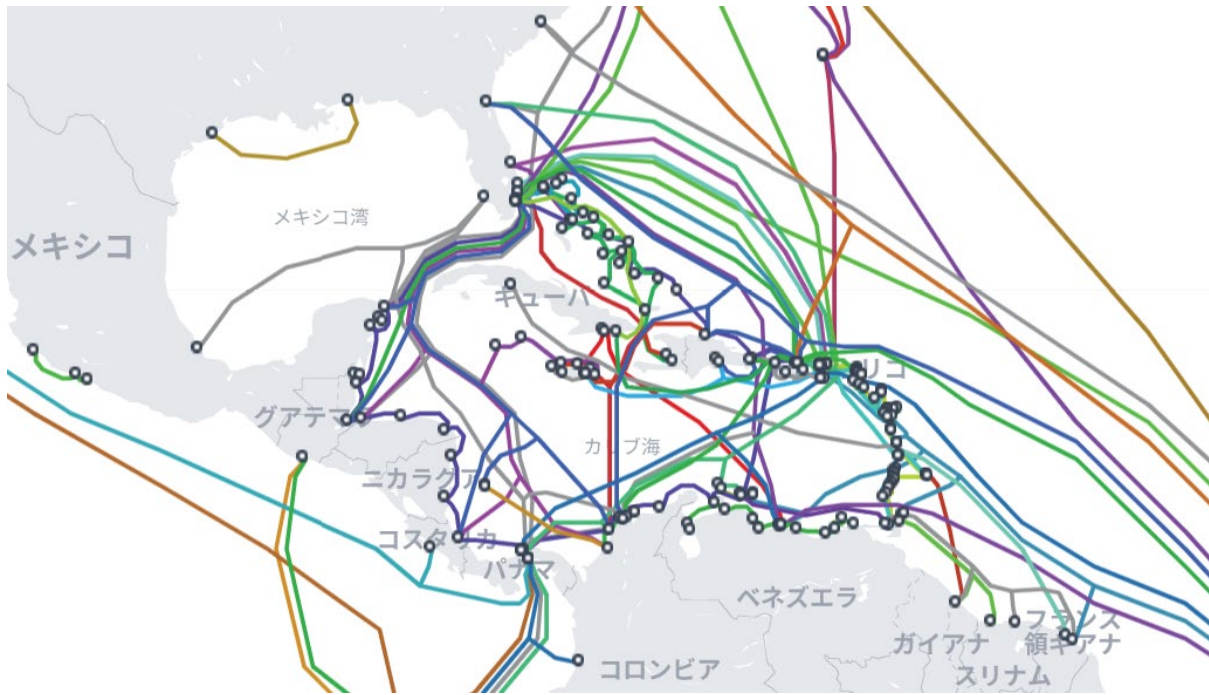 メキシコ湾
メキシコ
キューバ
リコ
グアテマラ
カリブ海
ニカラグア
コスタリカ
パナマ
ベネズエラ
フランス
領ギアナ
ガイアナ
コロンビア
スリナム